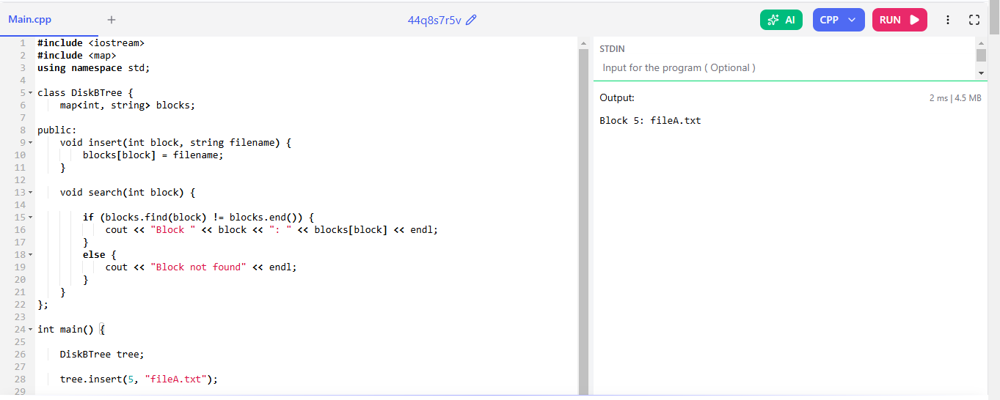 Main.cpp
44q8s7r5v
AI
CPP
RUN
1 #include <iostream>
2 #include <map>
3 using namespace std;
4
5 class DiskBTree {
6     map<int, string> blocks;
7
8 public:
9     void insert(int block, string filename) {
10         blocks[block] = filename;
11     }
12
13     void search(int block) {
14
15         if (blocks.find(block) != blocks.end()) {
16             cout << "Block " << block << ": " << blocks[block] << endl;
17         }
18         else {
19             cout << "Block not found" << endl;
20         }
21     }
22 };
23
24 int main() {
25
26     DiskBTree tree;
27
28     tree.insert(5, "fileA.txt");
29
STDIN
Input for the program ( Optional )
Output:
2 ms | 4.5 MB
Block 5: fileA.txt